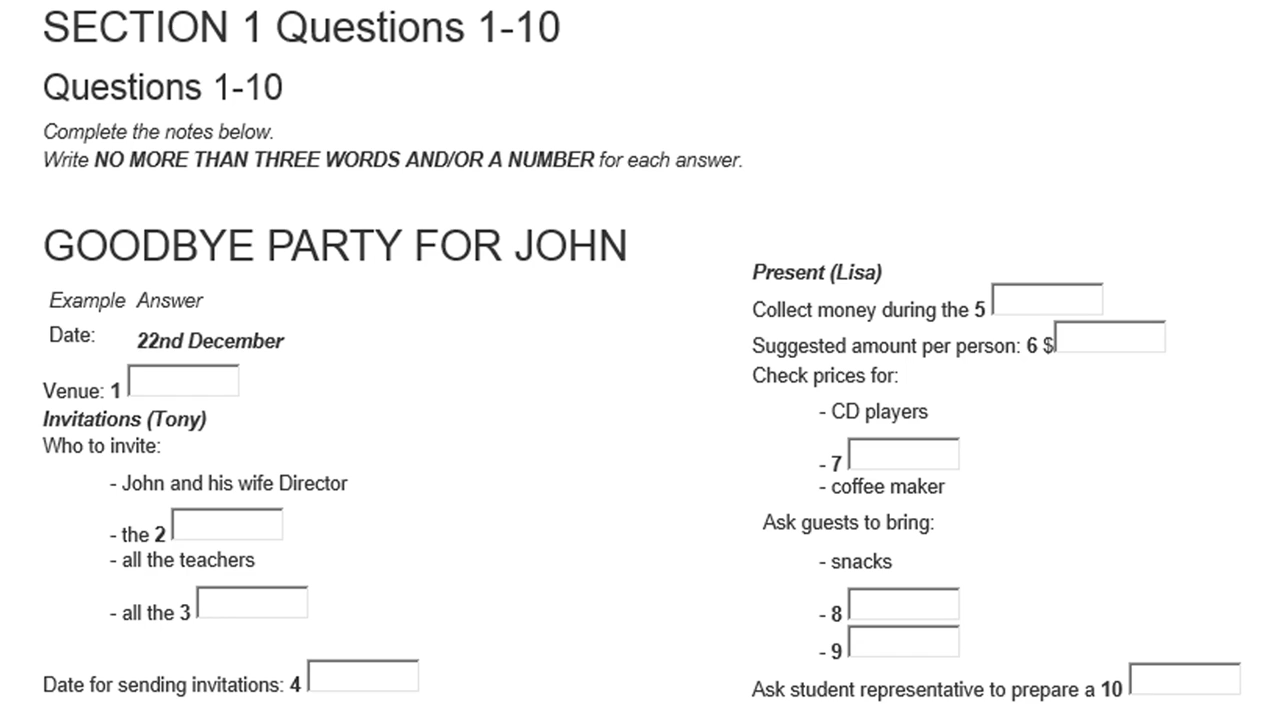 SECTION 1 Questions 1-10
Questions 1-10
Complete the notes below.
Write NO MORE THAN THREE WORDS AND/OR A NUMBER for each answer.
GOODBYE PARTY FOR JOHN
Example Answer
Date: 22nd December
Venue: 1
Invitations (Tony)
Who to invite:
- John and his wife Director
- the 2
- all the teachers
- all the 3
Date for sending invitations: 4
Present (Lisa)
Collect money during the 5
Suggested amount per person: 6 $
Check prices for:
- CD players
- 7
- coffee maker
Ask guests to bring:
- snacks
- 8
- 9
Ask student representative to prepare a 10